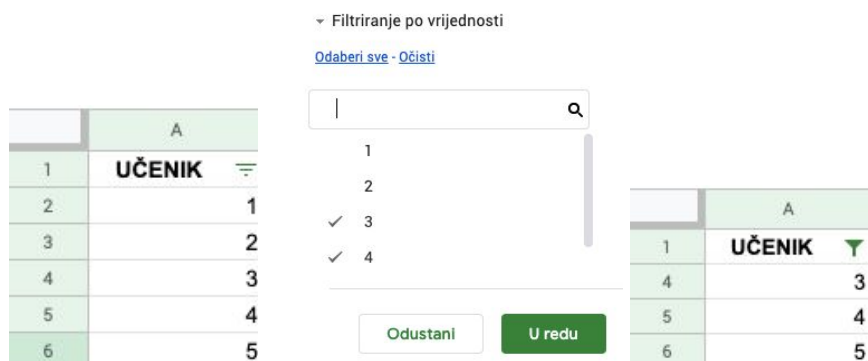 A
1 UČENIK
2 1
3 2
4 3
5 4
6 5
Filtriranje po vrijednosti
Odaberi sve - Očisti
1
2
3
4
Odustani U redu
A
1 UČENIK
4 3
5 4
6 5